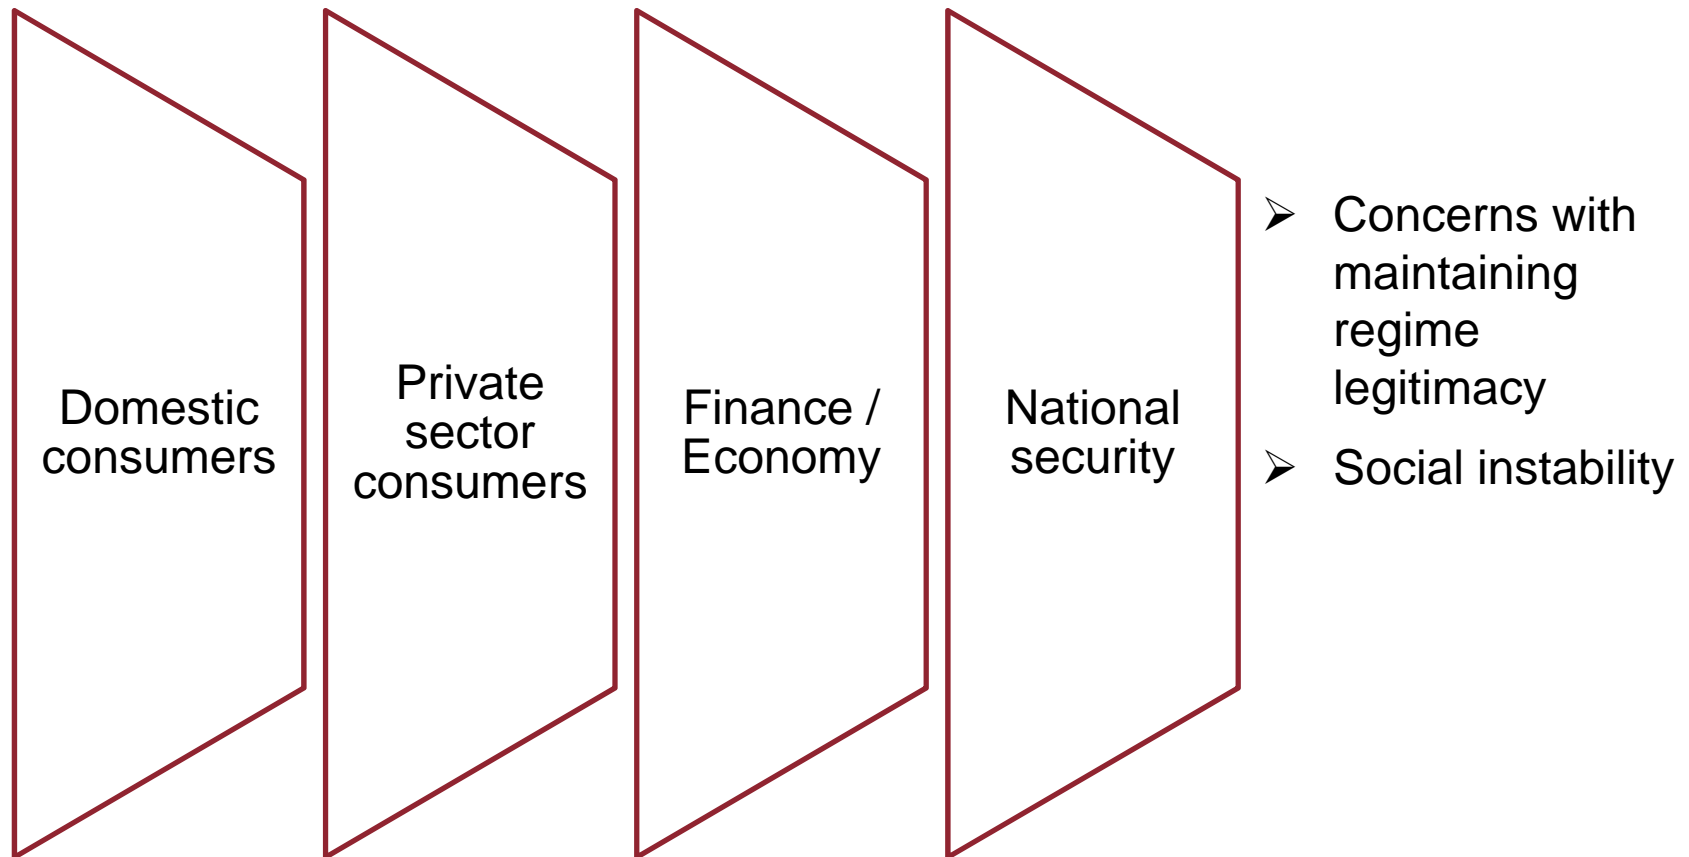 Domestic
consumers
Private
sector
consumers
Finance /
Economy
National
security
➢ Concerns with
maintaining
regime
legitimacy
➢ Social instability